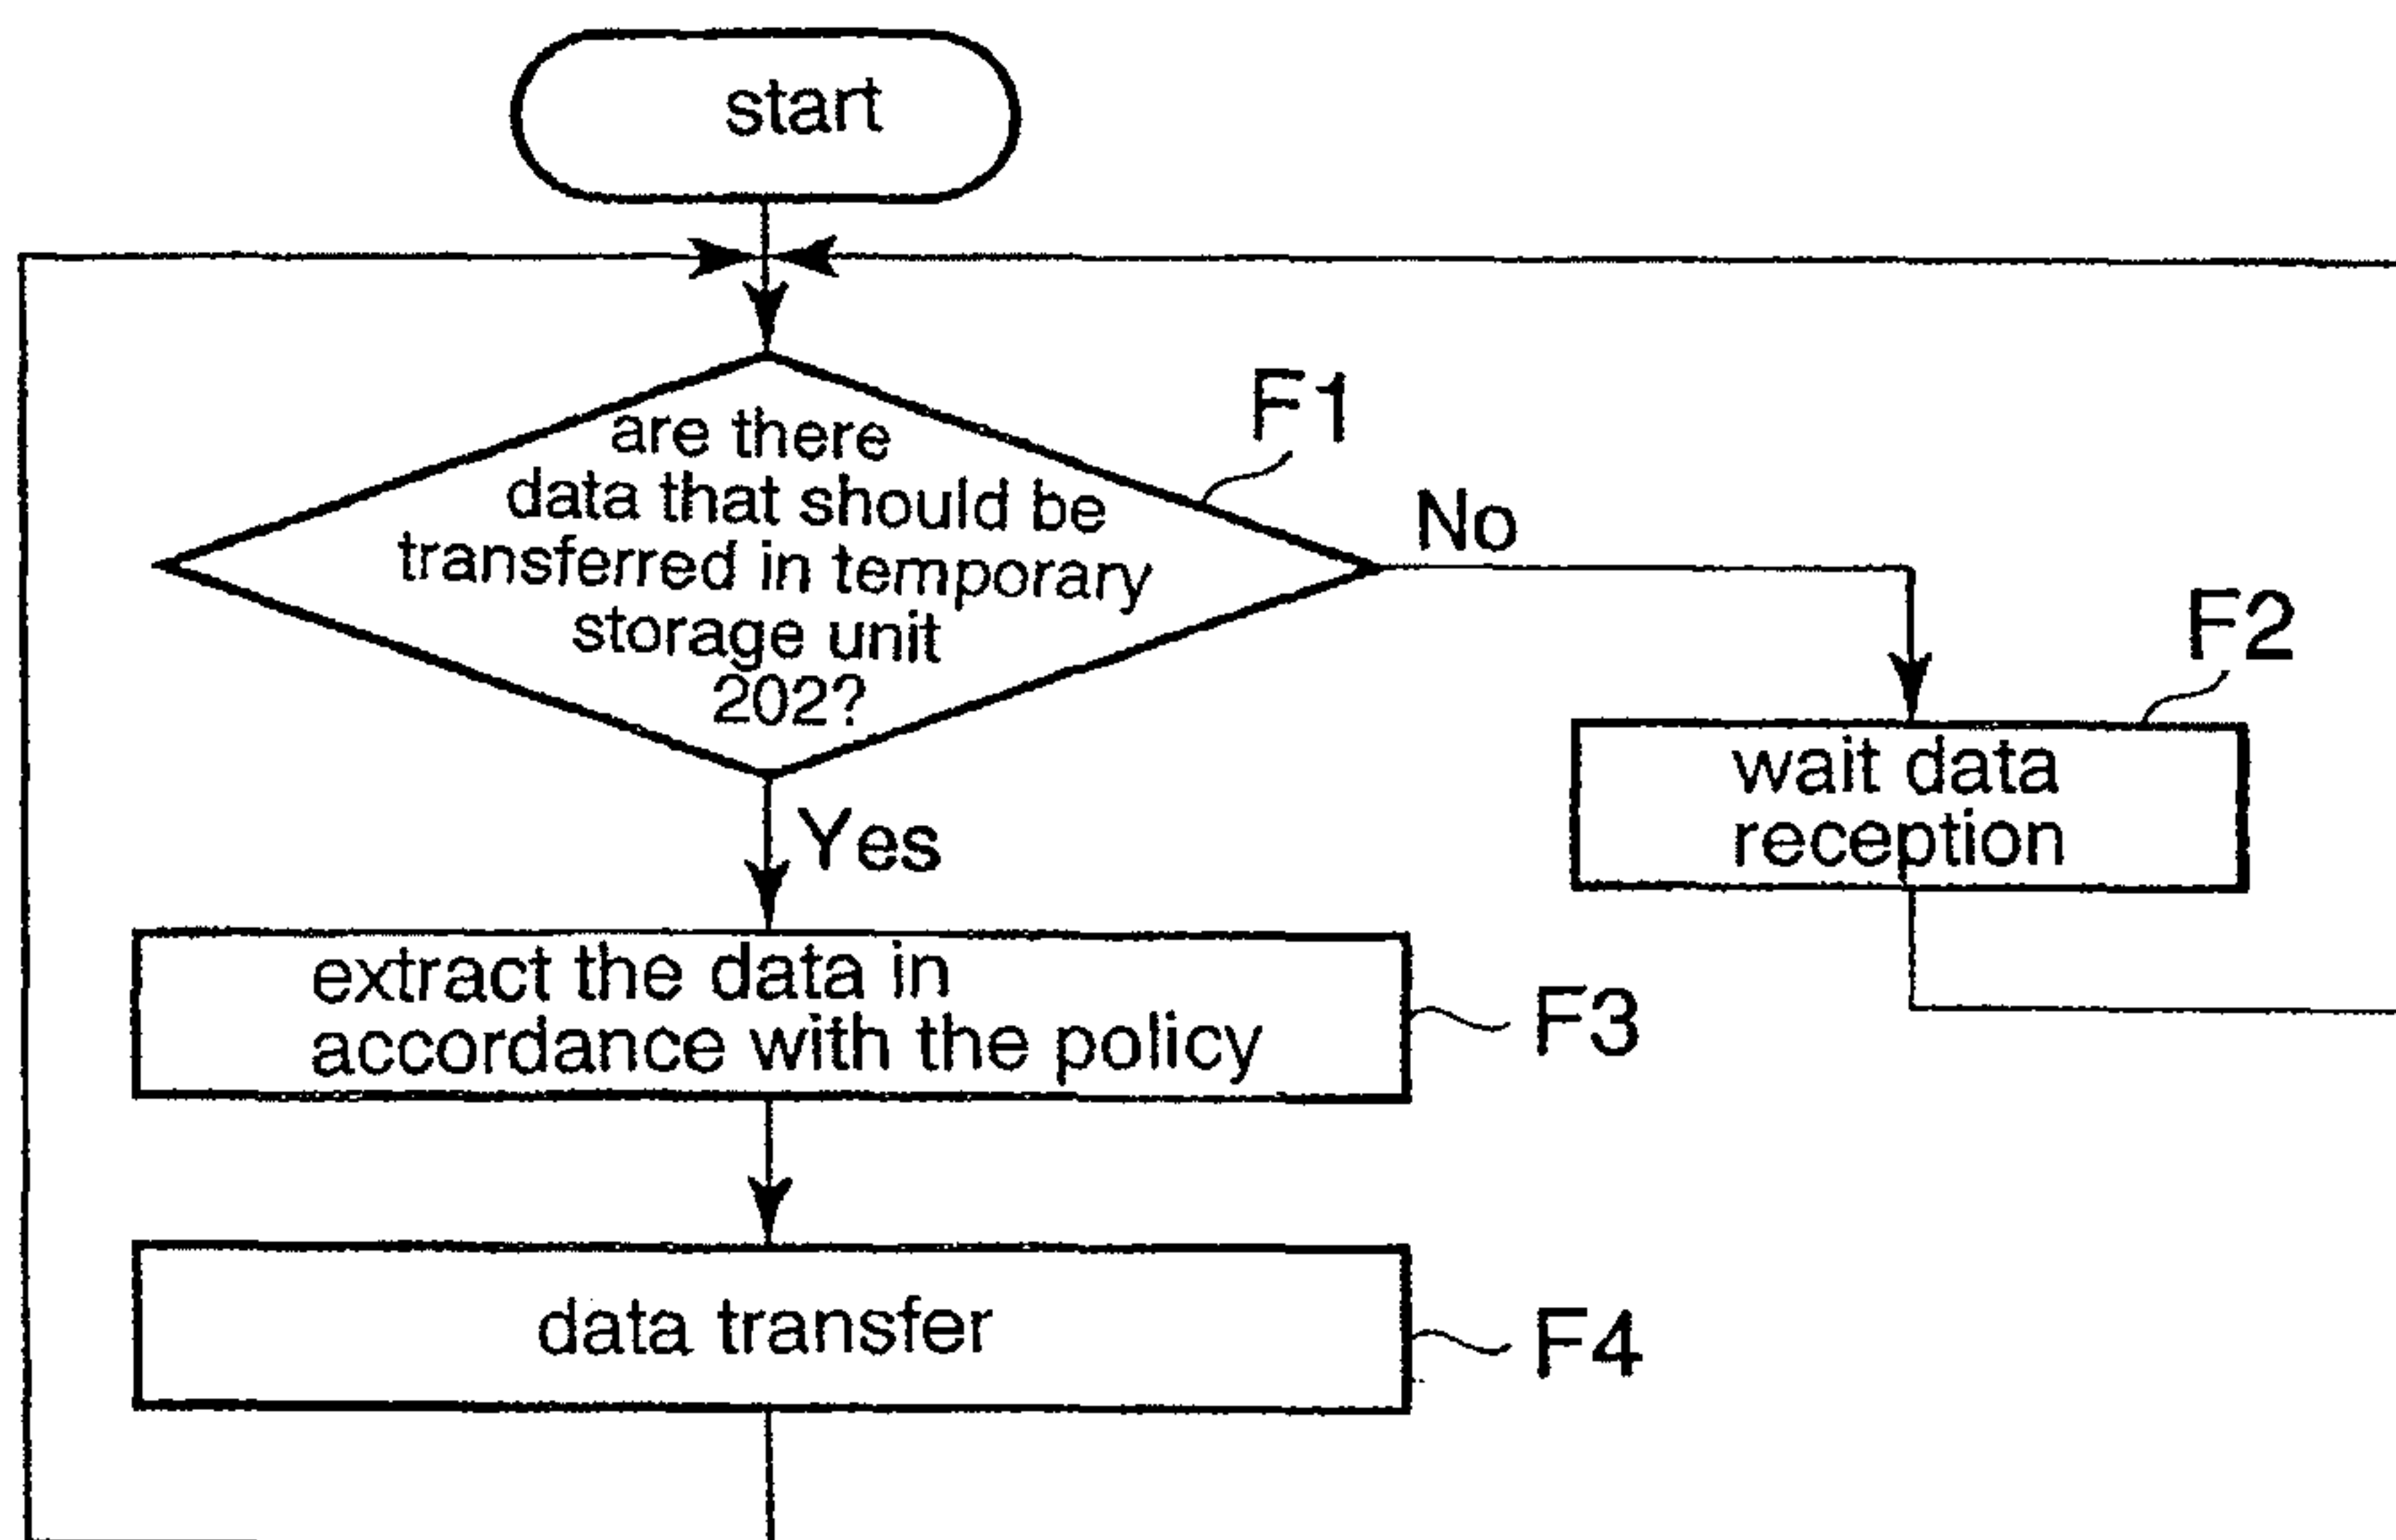 start
F1
are there
data that should be
transferred in temporary
storage unit
202?
No
F2
wait data
reception
Yes
extract the data in
accordance with the policy
F3
data transfer
F4